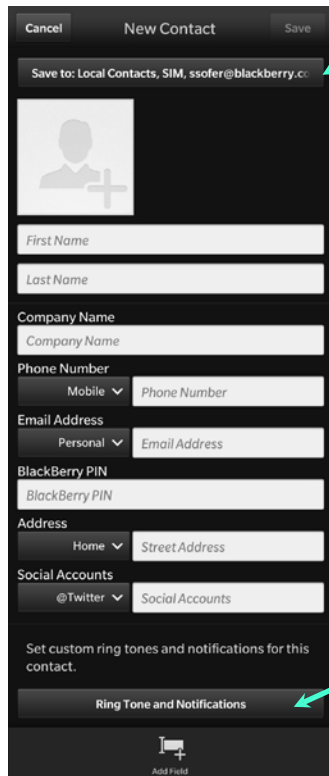 Cancel New Contact Save
Save to: Local Contacts, SIM, ssofer@blackberry.co
First Name
Last Name
Company Name
Company Name
Phone Number
Mobile Phone Number
Email Address
Personal Email Address
BlackBerry PIN
BlackBerry PIN
Address
Home Street Address
Social Accounts
@Twitter Social Accounts
Set custom ring tones and notifications for this
contact.
Ring Tone and Notifications
Add Field